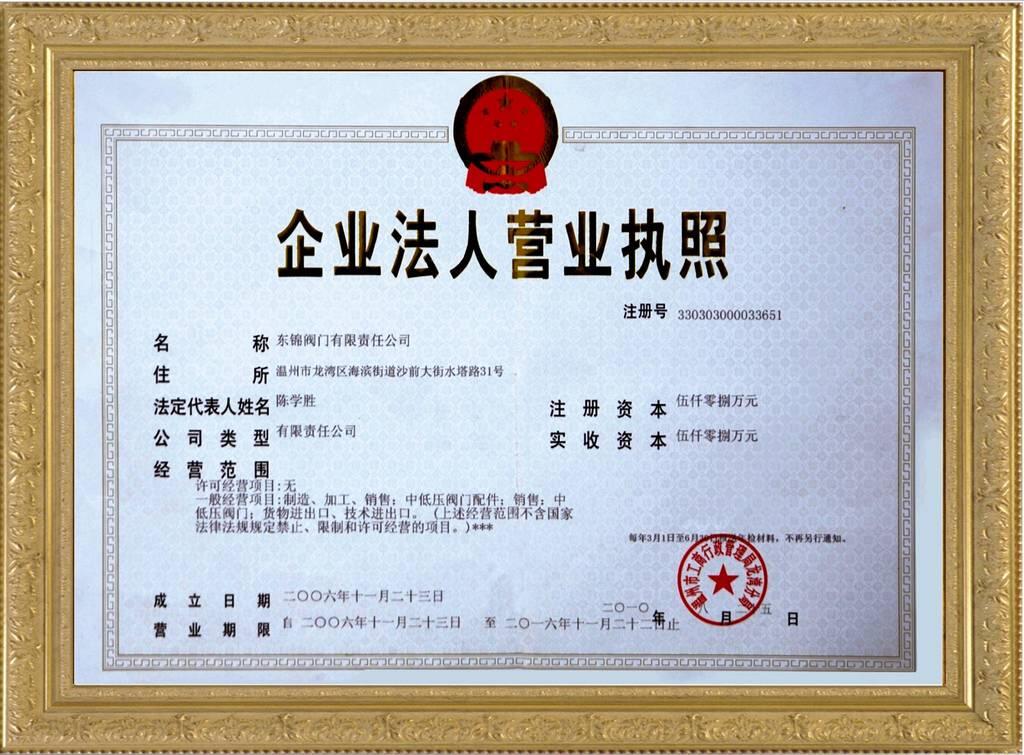 企业法人营业执照
注册号 330303000033651
名称 东锦阀门有限责任公司
住所 温州市龙湾区海滨街道沙前大街水塔路31号
法定代表人姓名 陈学胜
注册资本 伍仟零捌万元
公司类型 有限责任公司
实收资本 伍仟零捌万元
经营范围
许可经营项目:无
一般经营项目:制造、加工、销售：中低压阀门配件；销售：中
低压阀门；货物进出口、技术进出口。（上述经营范围不含国家
法律法规规定禁止、限制和许可经营的项目。)***
每年3月1日至6月30日 年检材料，不再另行通知。
温州市工商行政管理局龙湾分局
成立日期 二〇〇六年十一月二十三日
二〇一〇年 月 五日
营业期限 自 二〇〇六年十一月二十三日 至 二〇一六年十一月二十二日止